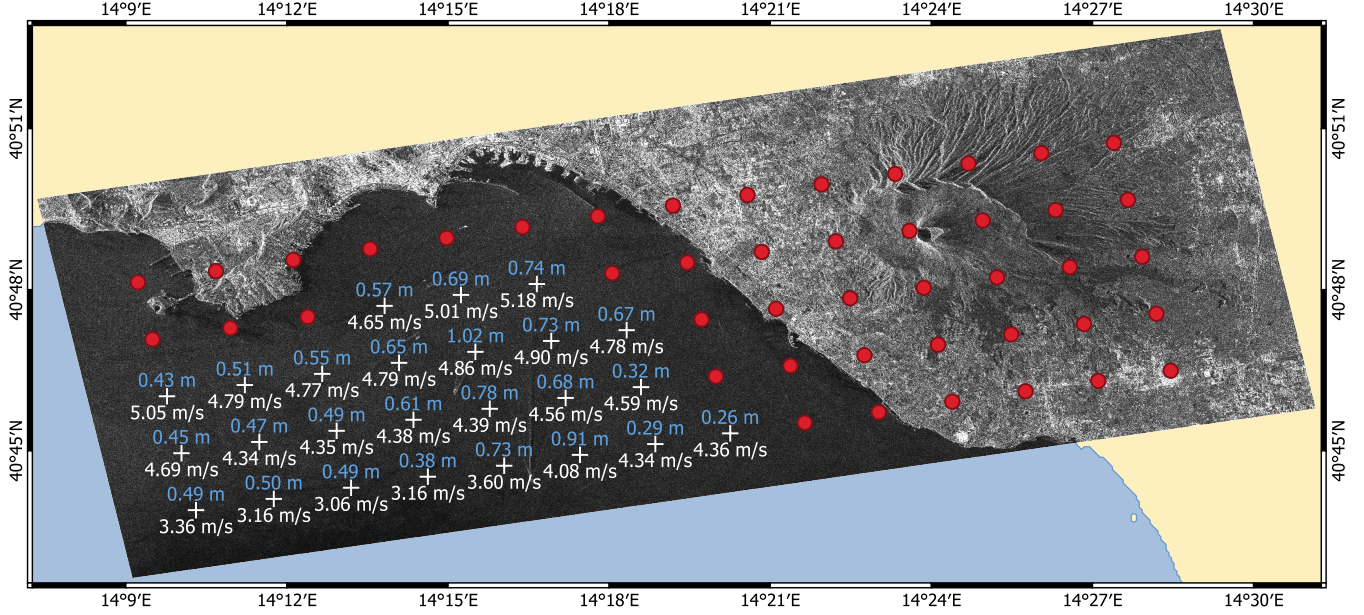 14°9′E 14°12′E 14°15′E 14°18′E 14°21′E 14°24′E 14°27′E 14°30′E
40°51′N 40°51′N
0.74 m
0.69 m 5.18 m/s
0.57 m 5.01 m/s
4.65 m/s
40°48′N 40°48′N
0.67 m
0.73 m 4.78 m/s
1.02 m 4.90 m/s
0.65 m 4.86 m/s
0.55 m 4.79 m/s
0.51 m 4.77 m/s
0.43 m 4.79 m/s
5.05 m/s
0.32 m
0.68 m 4.59 m/s
0.78 m 4.56 m/s
0.61 m 4.39 m/s
0.49 m 4.38 m/s
0.47 m 4.35 m/s
0.45 m 4.34 m/s
4.69 m/s
0.26 m
0.29 m 4.36 m/s
0.91 m 4.34 m/s
0.73 m 4.08 m/s
0.38 m 3.60 m/s
0.49 m 3.16 m/s
0.50 m 3.06 m/s
0.49 m 3.16 m/s
3.36 m/s
40°45′N 40°45′N
14°9′E 14°12′E 14°15′E 14°18′E 14°21′E 14°24′E 14°27′E 14°30′E